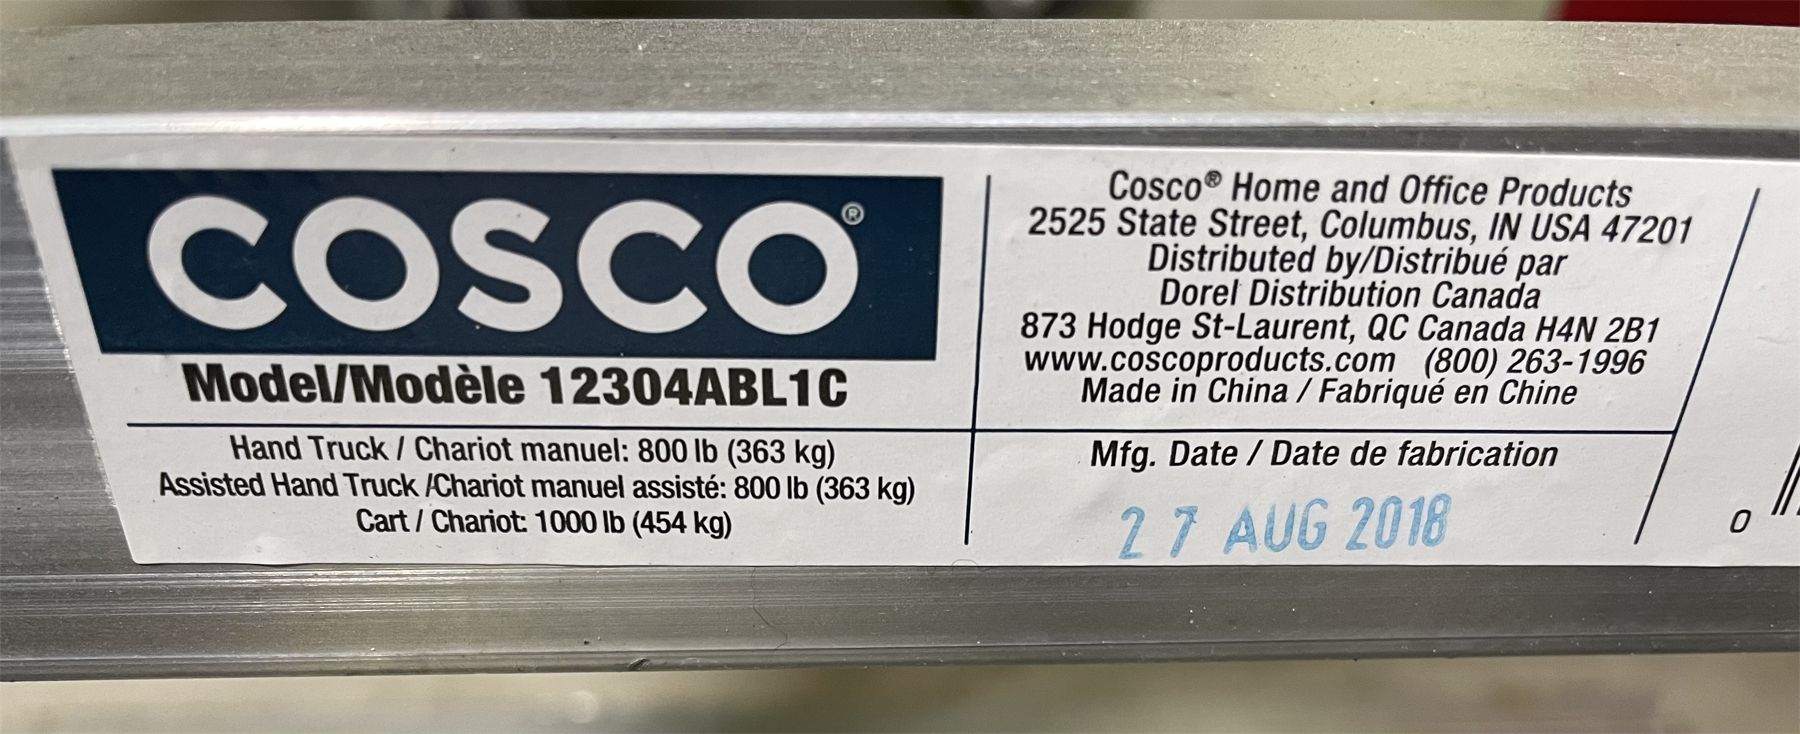 COSCO®
Model/Modèle 12304ABL1C
Hand Truck / Chariot manuel: 800 lb (363 kg)
Assisted Hand Truck /Chariot manuel assisté: 800 lb (363 kg)
Cart / Chariot: 1000 lb (454 kg)
Cosco® Home and Office Products
2525 State Street, Columbus, IN USA 47201
Distributed by/Distribué par
Dorel Distribution Canada
873 Hodge St-Laurent, QC Canada H4N 2B1
www.coscoproducts.com (800) 263-1996
Made in China / Fabriqué en Chine
Mfg. Date / Date de fabrication
27 AUG 2018
0